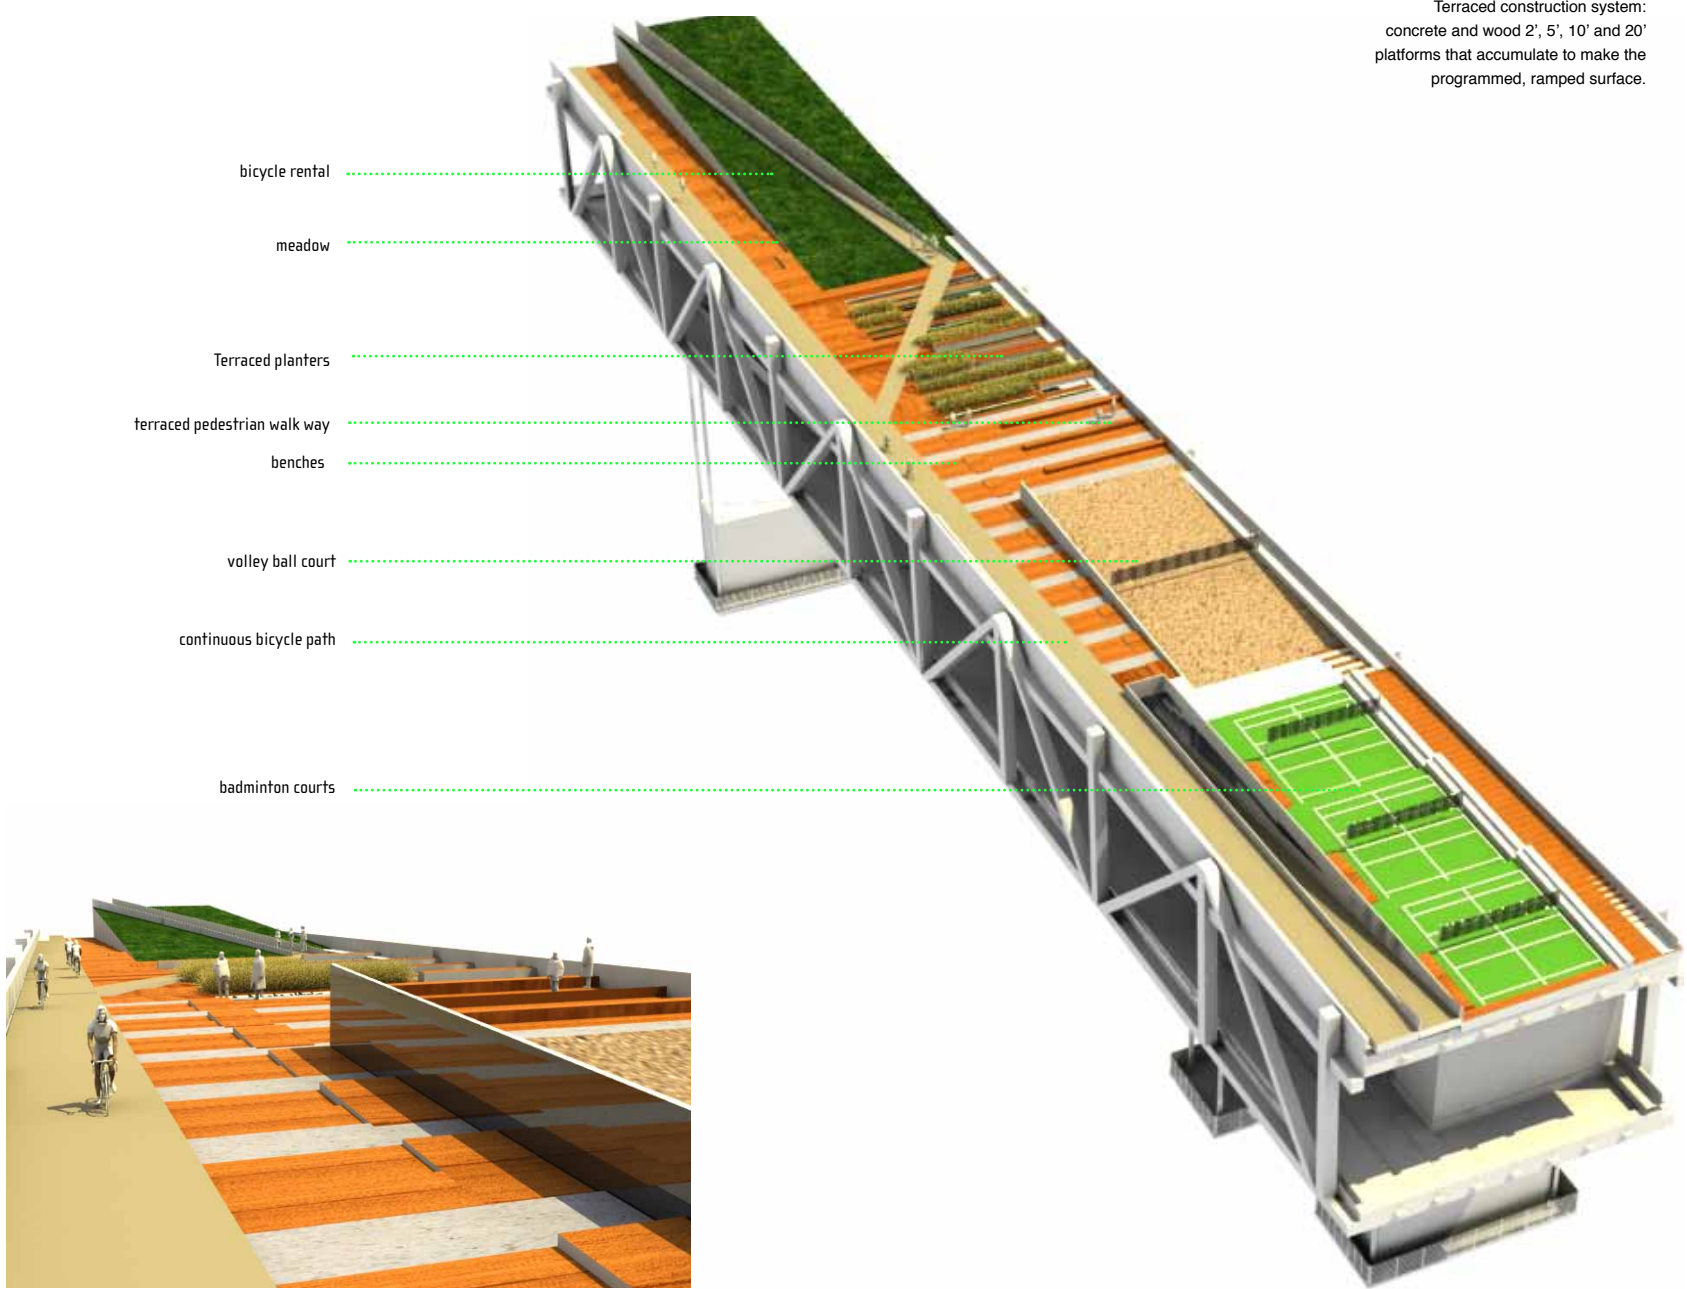 Terraced construction system:
concrete and wood 2’, 5’, 10’ and 20’
platforms that accumulate to make the
programmed, ramped surface.
bicycle rental
meadow
Terraced planters
terraced pedestrian walk way
benches
volley ball court
continuous bicycle path
badminton courts